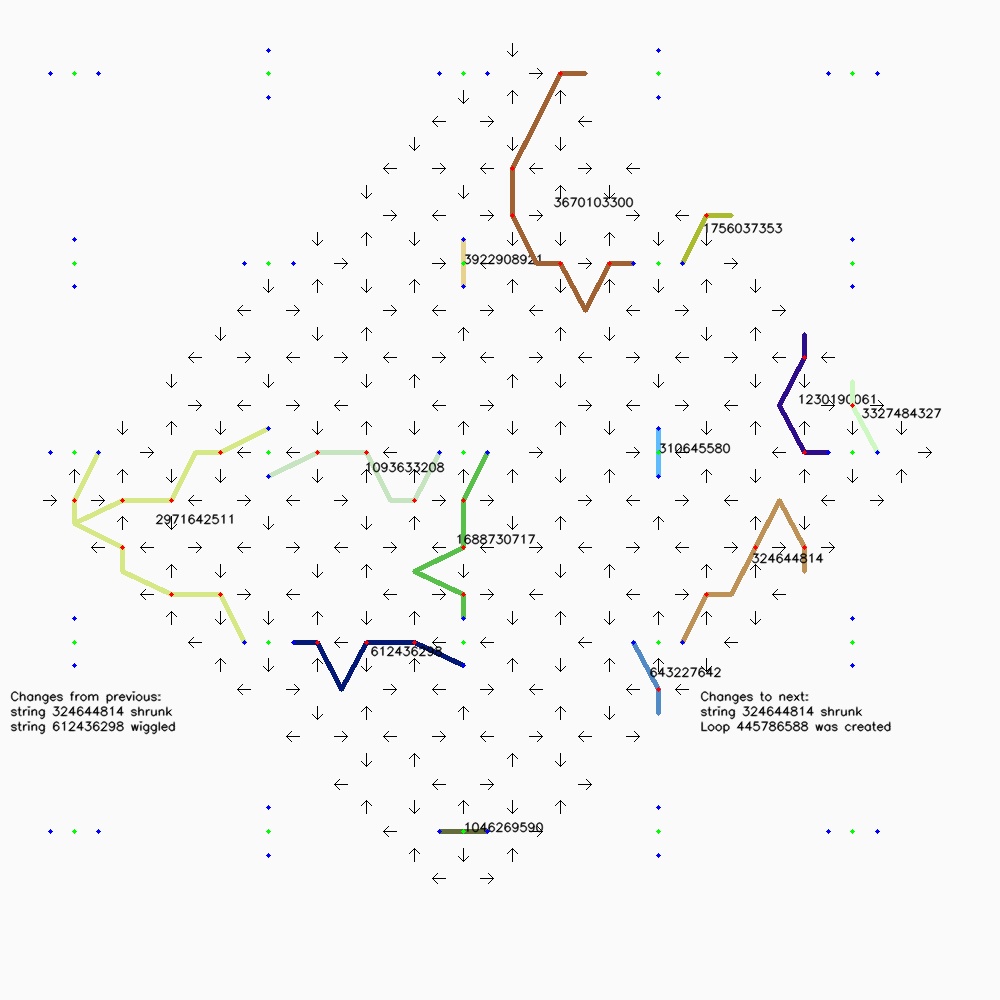 3670103300
1756037353
3922908921
1230190061
3327484327
310645580
1093633208
2971642511
1688730717
324644814
612436298
643227642
Changes from previous:
string 324644814 shrunk
string 612436298 wiggled
Changes to next:
string 324644814 shrunk
Loop 445786588 was created
1046269590